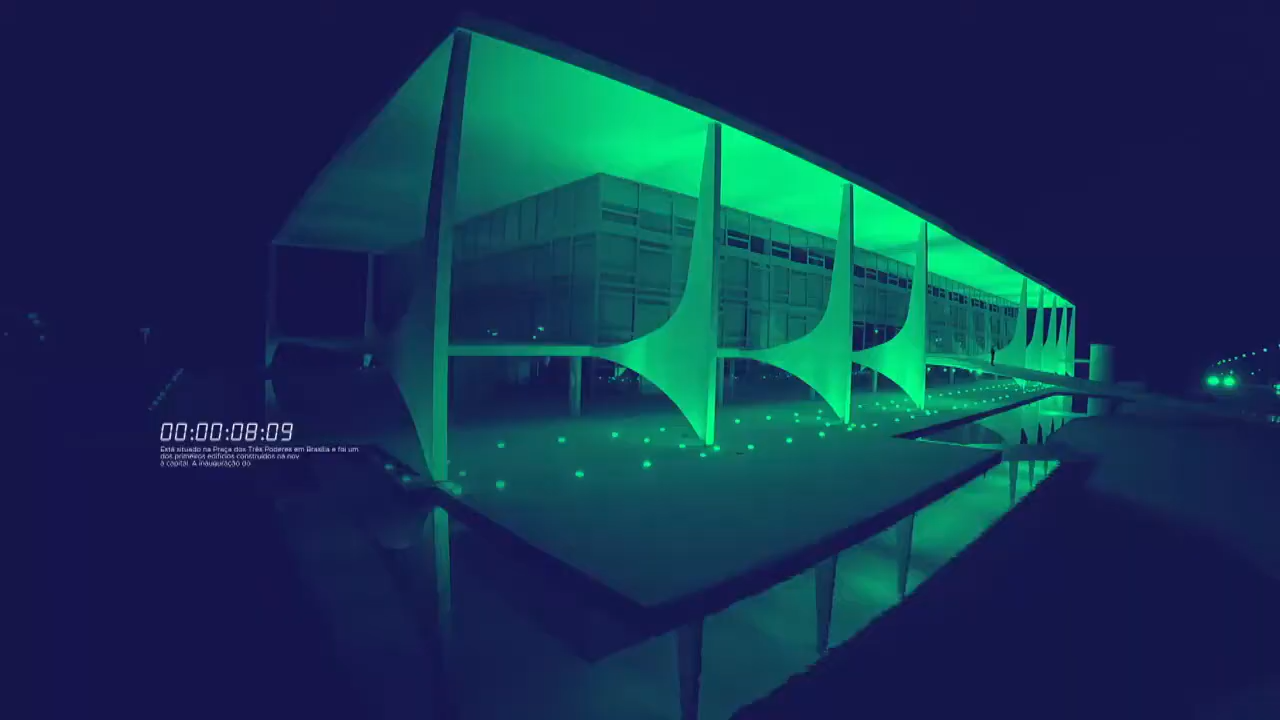 00:00:08:09
Está situado na Praça dos Três Poderes em Brasília e foi um
dos primeiros edifícios construídos na nov
a capital. A inauguração do